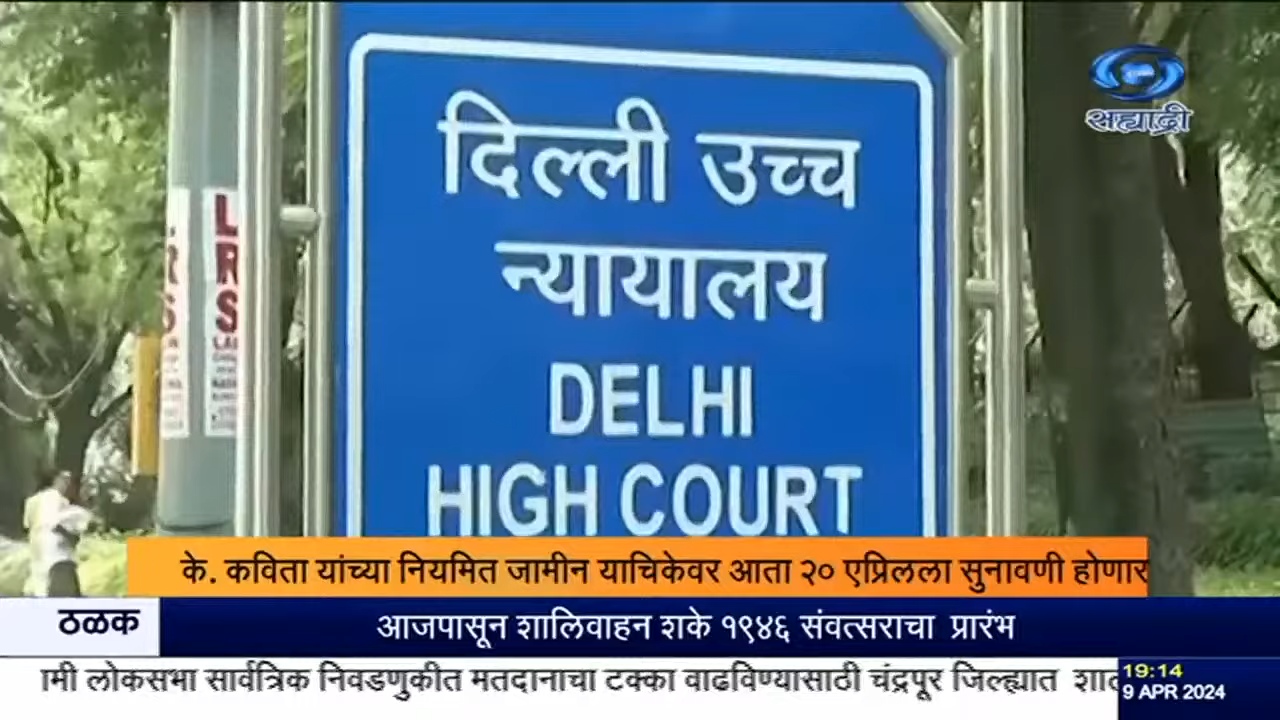 सह्याद्री
दिल्ली उच्च
न्यायालय
DELHI
HIGH COURT
L
R
S
R
S
के. कविता यांच्या नियमित जामीन याचिकेवर आता २० एप्रिलला सुनावणी होणार
ठळक
आजपासून शालिवाहन शके १९४६ संवत्सराचा प्रारंभ
मी लोकसभा सार्वत्रिक निवडणुकीत मतदानाचा टक्का वाढविण्यासाठी चंद्रपूर जिल्ह्यात
19:14
9 APR 2024